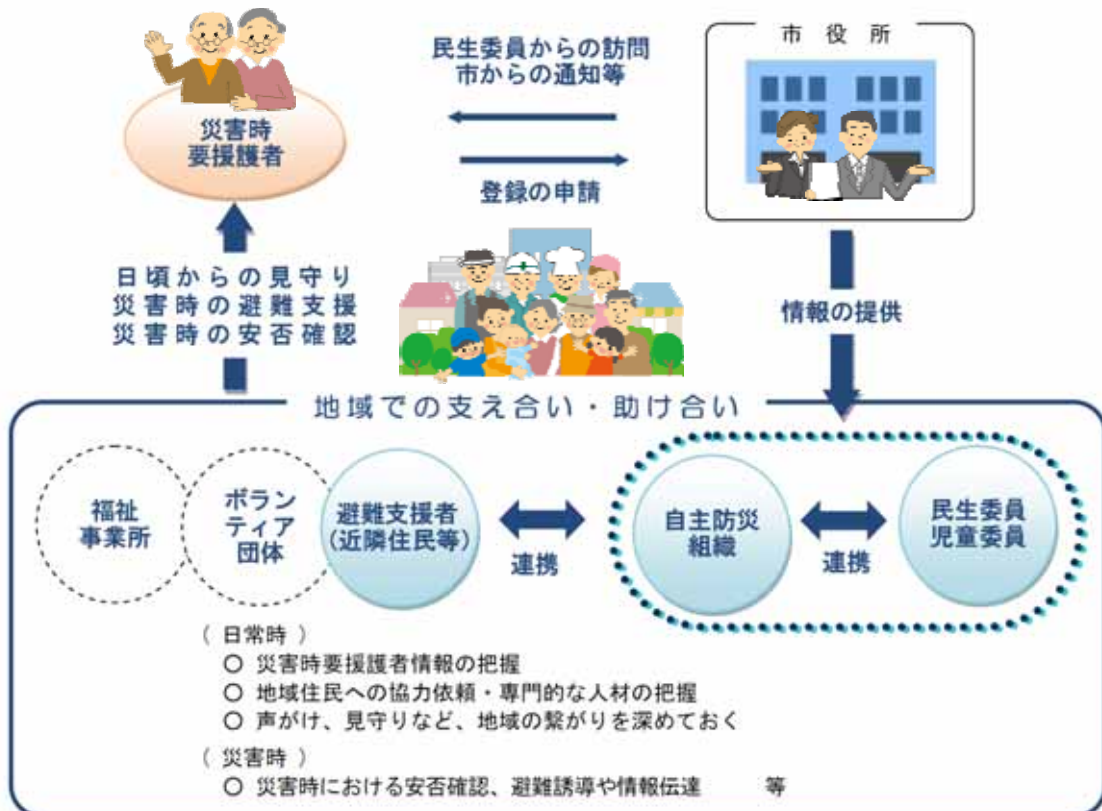 市役所
民生委員からの訪問
市からの通知等
災害時
要援護者
登録の申請
日頃からの見守り
災害時の避難支援
災害時の安否確認
情報の提供
地域での支え合い・助け合い
福祉
事業所
ボラン
ティア
団体
避難支援者
(近隣住民等)
連携
自主防災
組織
連携
民生委員
児童委員
( 日常時 )
○ 災害時要援護者情報の把握
○ 地域住民への協力依頼・専門的な人材の把握
○ 声がけ、見守りなど、地域の繋がりを深めておく
( 災害時 )
○ 災害時における安否確認、避難誘導や情報伝達 等